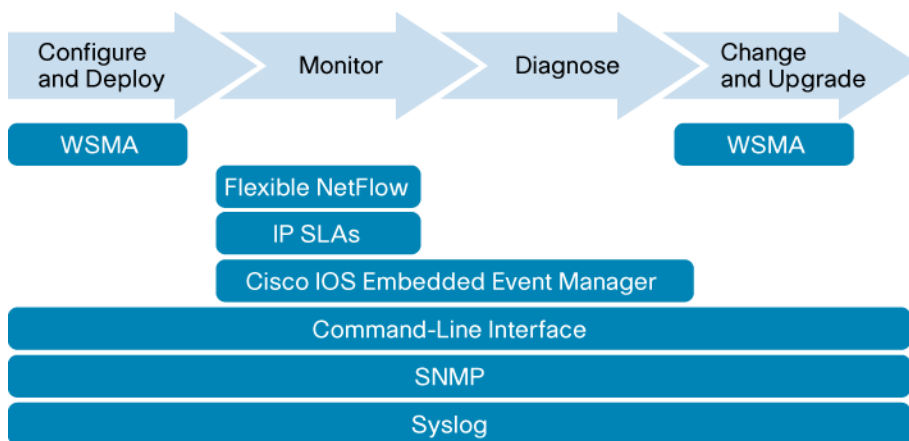 Configure
and Deploy
Monitor
Diagnose
Change
and Upgrade
WSMA
WSMA
Flexible NetFlow
IP SLAs
Cisco IOS Embedded Event Manager
Command-Line Interface
SNMP
Syslog